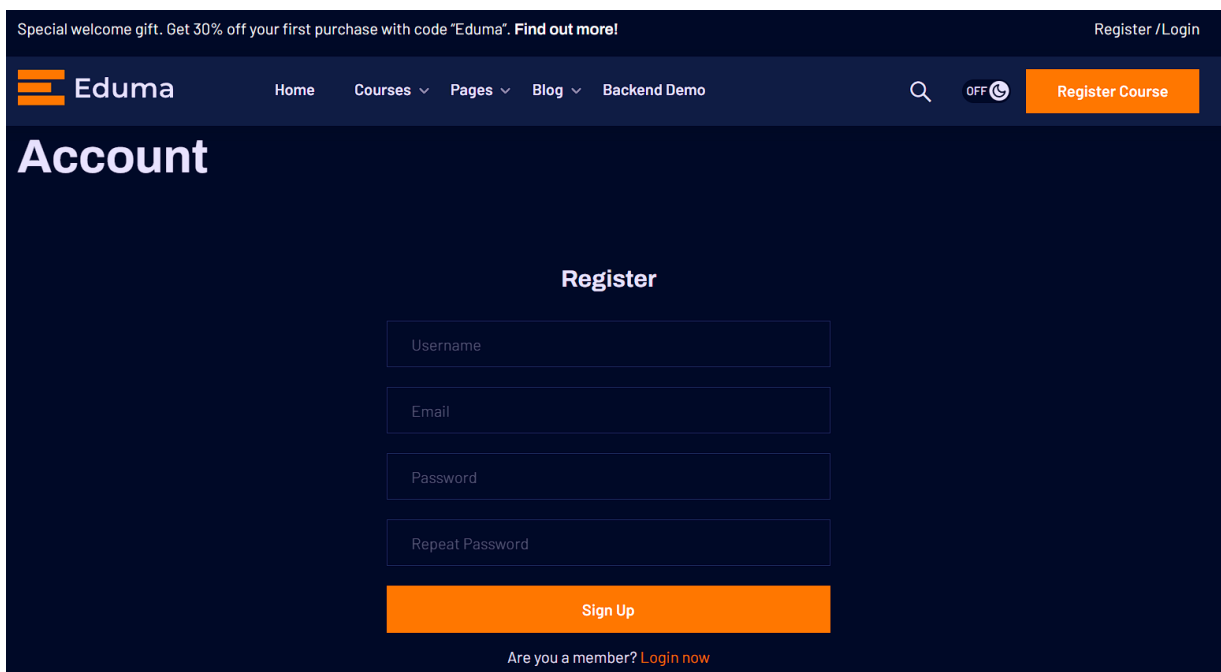 Special welcome gift. Get 30% off your first purchase with code “Eduma”. Find out more! Register /Login
Eduma Home Courses Pages Blog Backend Demo OFF Register Course
Account
Register
Username
Email
Password
Repeat Password
Sign Up
Are you a member? Login now